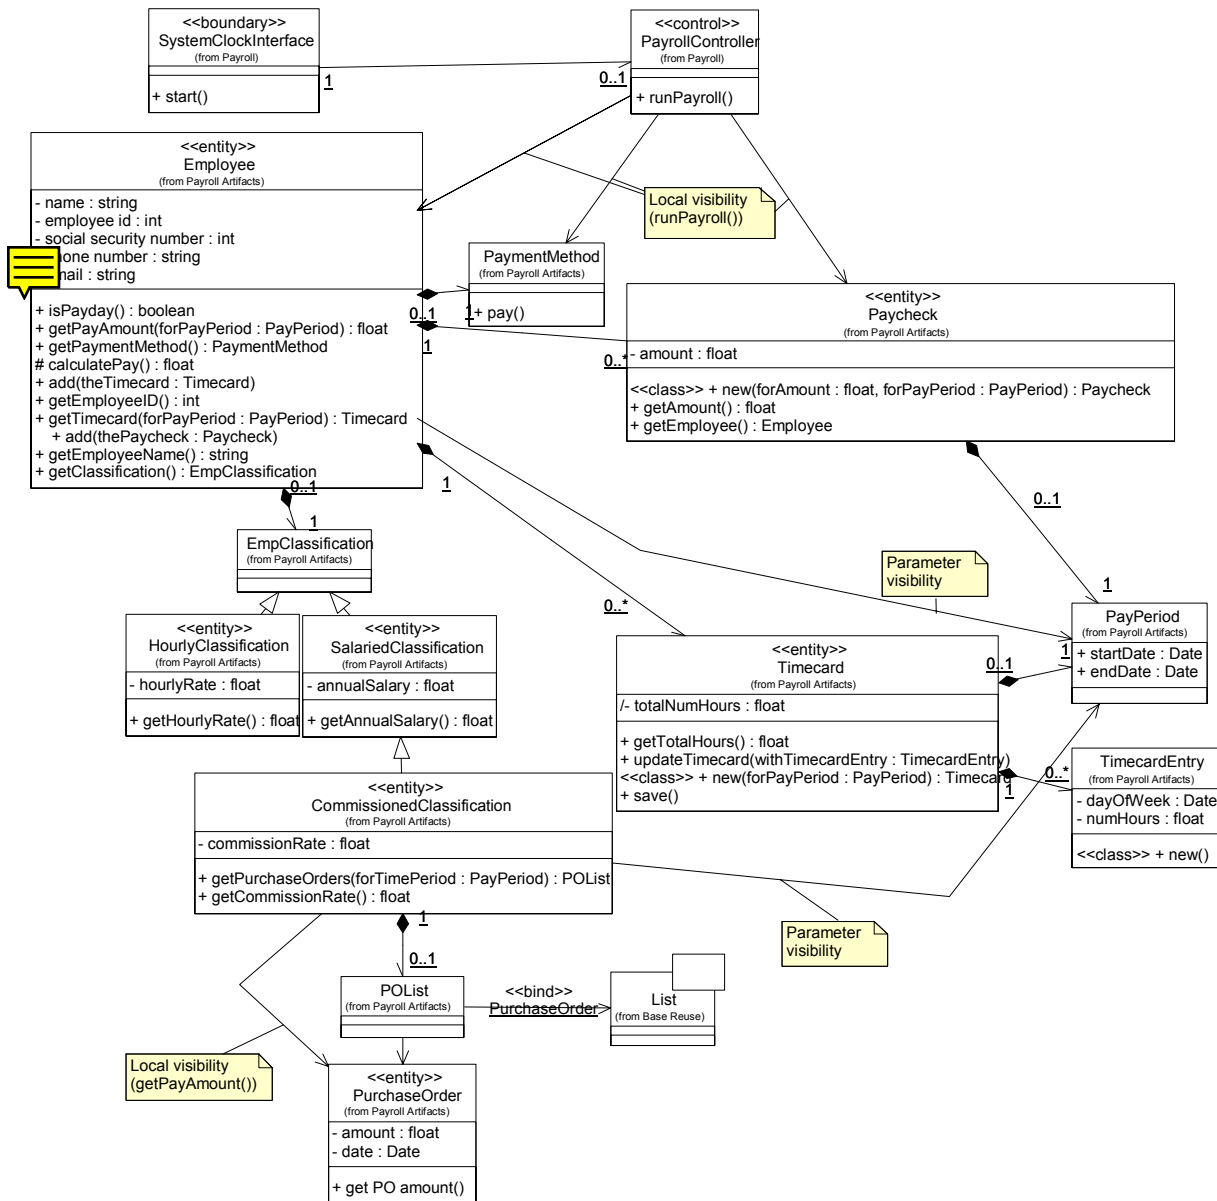 <<boundary>>
SystemClockInterface
(from Payroll)
+ start()
1
0..1
<<control>>
PayrollController
(from Payroll)
+ runPayroll()
<<entity>>
Employee
(from Payroll Artifacts)
- name : string
- employee id : int
- social security number : int
hone number : string
mail : string
+ isPayday() : boolean
+ getPayAmount(forPayPeriod : PayPeriod) : float
+ getPaymentMethod() : PaymentMethod
# calculatePay() : float
+ add(theTimecard : Timecard)
+ getEmployeeID() : int
+ getTimecard(forPayPeriod : PayPeriod) : Timecard
+ add(thePaycheck : Paycheck)
+ getEmployeeName() : string
+ getClassification() : EmpClassification
Local visibility
(runPayroll())
PaymentMethod
(from Payroll Artifacts)
+ pay()
0..1
1
1
0..*
<<entity>>
Paycheck
(from Payroll Artifacts)
- amount : float
<<class>> + new(forAmount : float, forPayPeriod : PayPeriod) : Paycheck
+ getAmount() : float
+ getEmployee() : Employee
0..1
1
0..1
1
EmpClassification
(from Payroll Artifacts)
1
0..*
Parameter
visibility
1
PayPeriod
(from Payroll Artifacts)
+ startDate : Date
+ endDate : Date
<<entity>>
HourlyClassification
(from Payroll Artifacts)
- hourlyRate : float
+ getHourlyRate() : float
<<entity>>
SalariedClassification
(from Payroll Artifacts)
- annualSalary : float
+ getAnnualSalary() : float
<<entity>>
Timecard
(from Payroll Artifacts)
/- totalNumHours : float
+ getTotalHours() : float
+ updateTimecard(withTimecardEntry : TimecardEntry)
<<class>> + new(forPayPeriod : PayPeriod) : Timecard
+ save()
0..1
1
0..*
TimecardEntry
(from Payroll Artifacts)
- dayOfWeek : Date
- numHours : float
<<class>> + new()
<<entity>>
CommissionedClassification
(from Payroll Artifacts)
- commissionRate : float
+ getPurchaseOrders(forTimePeriod : PayPeriod) : POList
+ getCommissionRate() : float
1
0..1
Parameter
visibility
POList
(from Payroll Artifacts)
<<bind>>
PurchaseOrder
List
(from Base Reuse)
Local visibility
(getPayAmount())
<<entity>>
PurchaseOrder
(from Payroll Artifacts)
- amount : float
- date : Date
+ get PO amount()